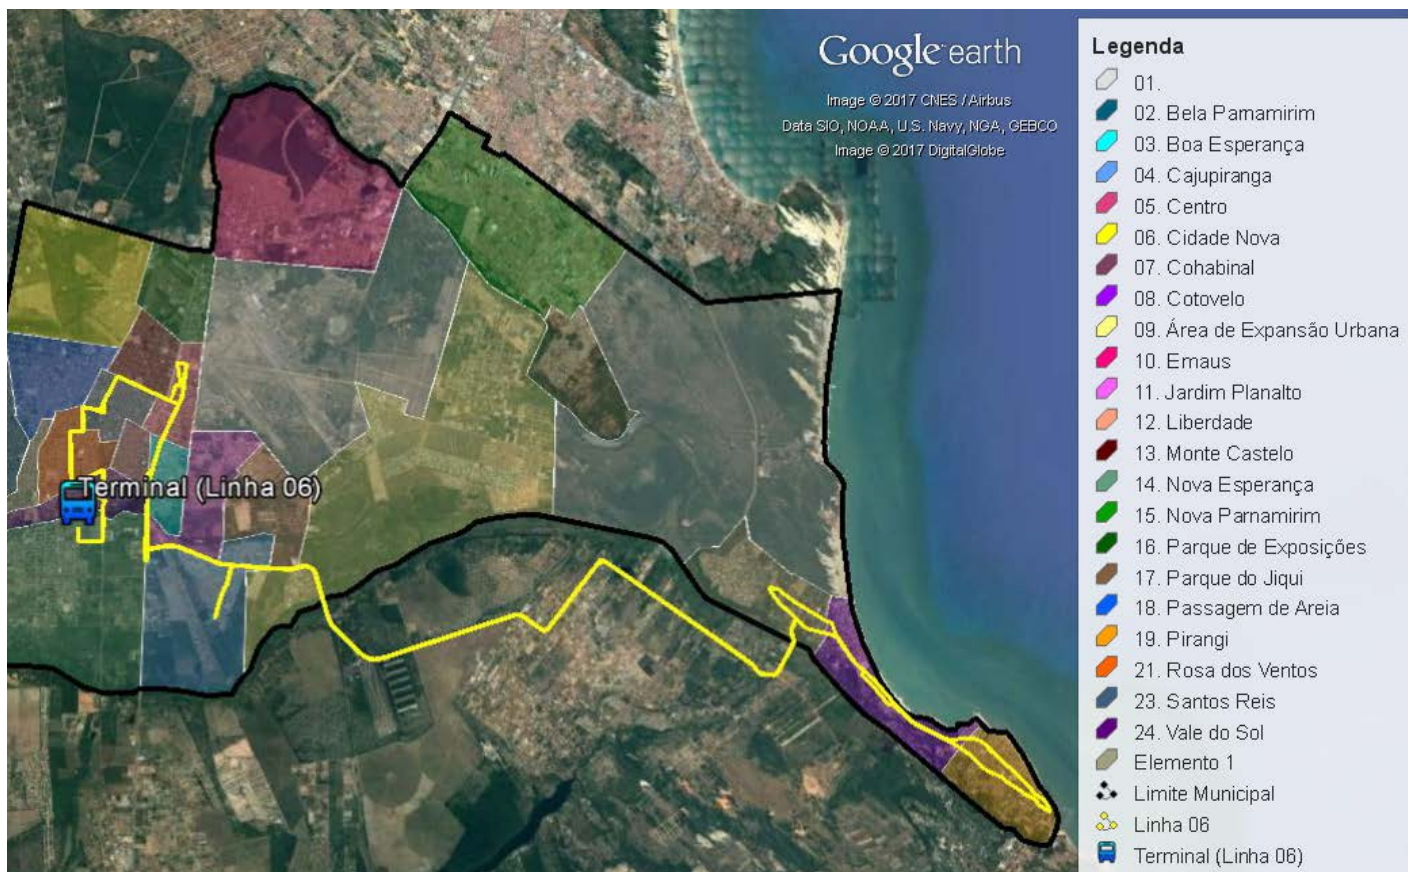 Google earth
Image © 2017 CNES / Airbus
Data SIO, NOAA, U.S. Navy, NGA, GEBCO
Image © 2017 DigitalGlobe
Terminal (Linha 06)
Legenda
01.
02. Bela Parnamirim
03. Boa Esperança
04. Cajupiranga
05. Centro
06. Cidade Nova
07. Cohabinal
08. Cotovelo
09. Área de Expansão Urbana
10. Emaus
11. Jardim Planalto
12. Liberdade
13. Monte Castelo
14. Nova Esperança
15. Nova Parnamirim
16. Parque de Exposições
17. Parque do Jiqui
18. Passagem de Areia
19. Pirangi
21. Rosa dos Ventos
23. Santos Reis
24. Vale do Sol
Elemento 1
Limite Municipal
Linha 06
Terminal (Linha 06)